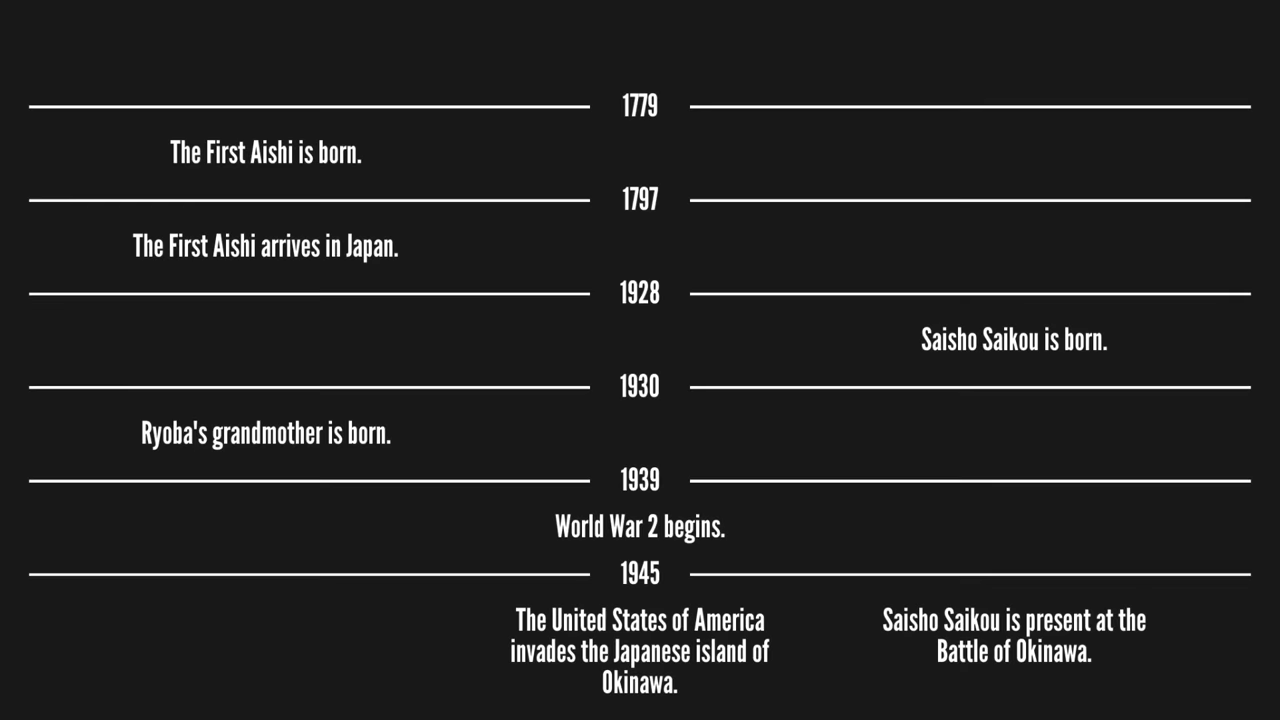 1779
The First Aishi is born.
1797
The First Aishi arrives in Japan.
1928
Saisho Saikou is born.
1930
Ryoba's grandmother is born.
1939
World War 2 begins.
1945
The United States of America
invades the Japanese island of
Okinawa.
Saisho Saikou is present at the
Battle of Okinawa.